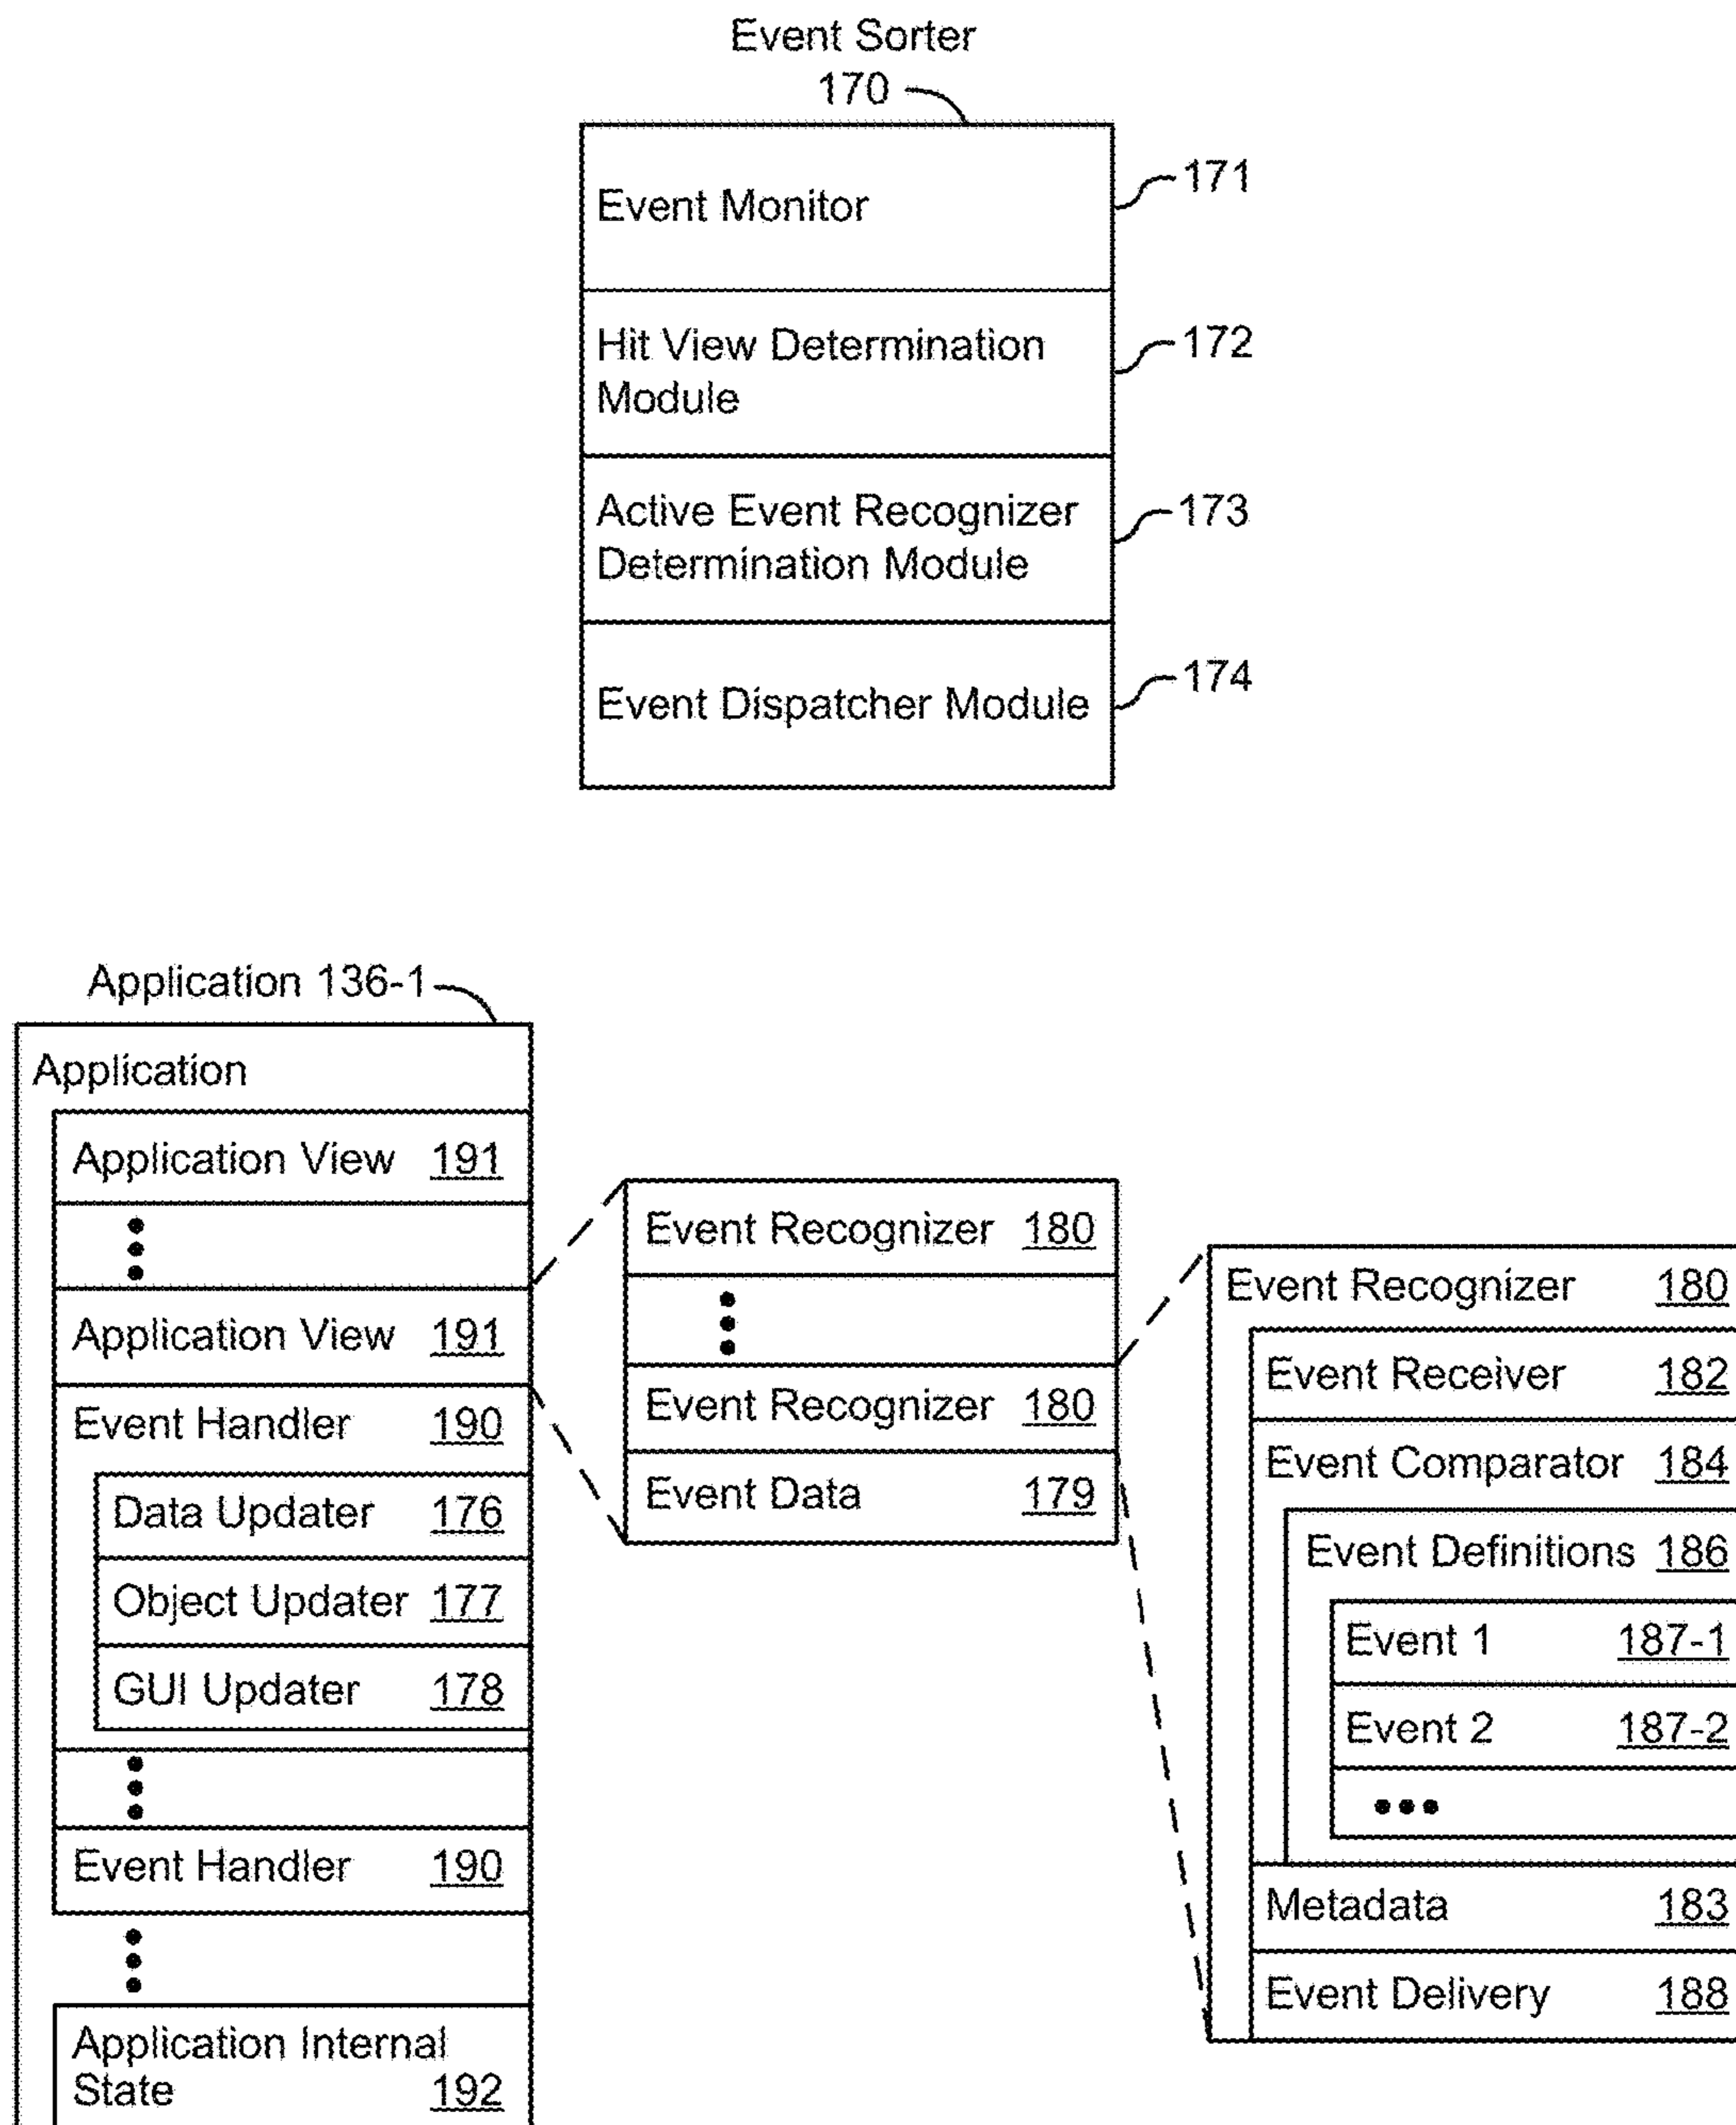 Event Sorter
170
Event Monitor
171
Hit View Determination
Module
172
Active Event Recognizer
Determination Module
173
Event Dispatcher Module
174
Application 136-1
Application
Application View 191
Application View 191
Event Handler 190
Data Updater 176
Object Updater 177
GUI Updater 178
Event Handler 190
Application Internal
State 192
Event Recognizer 180
Event Recognizer 180
Event Data 179
Event Recognizer 180
Event Receiver 182
Event Comparator 184
Event Definitions 186
Event 1 187-1
Event 2 187-2
Metadata 183
Event Delivery 188